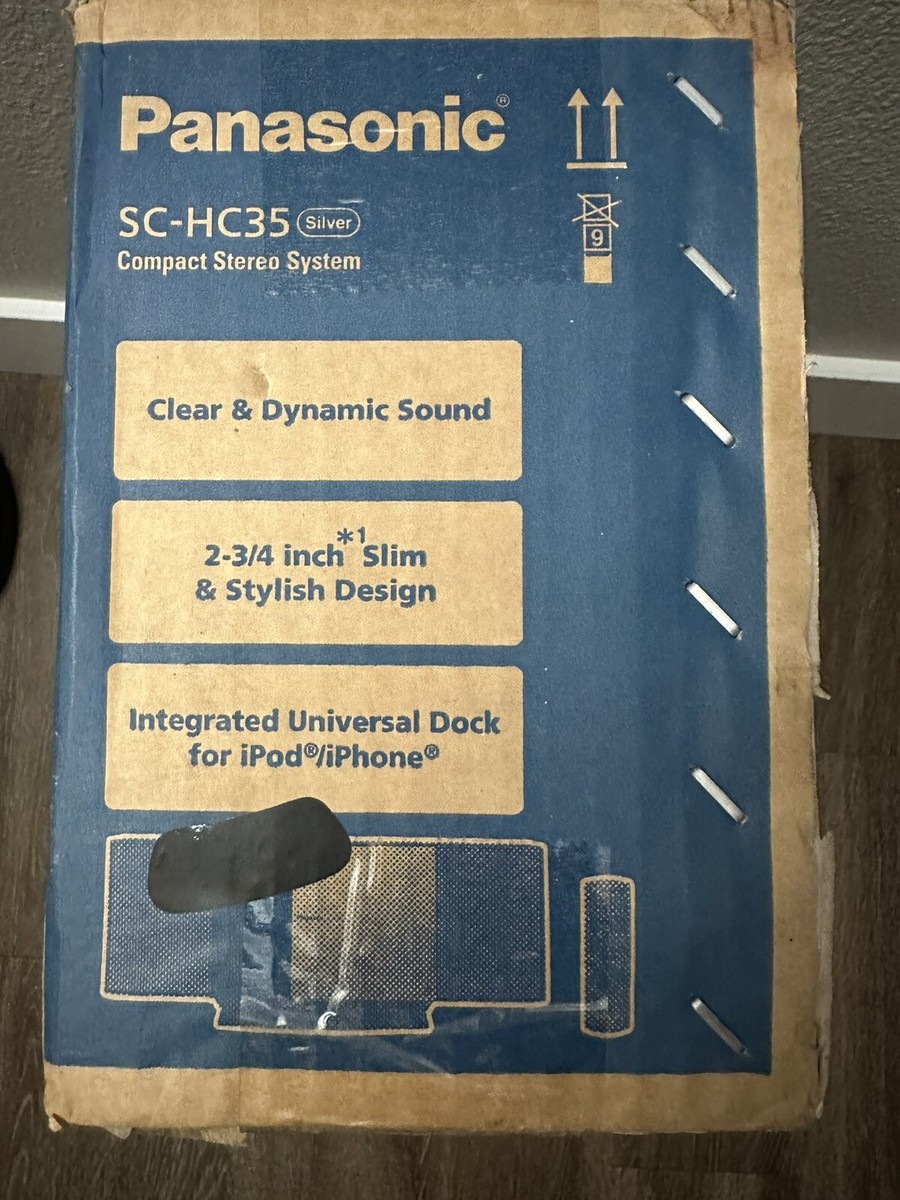 Panasonic®
SC-HC35 Silver
Compact Stereo System
9
Clear & Dynamic Sound
2-3/4 inch*1 Slim
& Stylish Design
Integrated Universal Dock
for iPod®/iPhone®